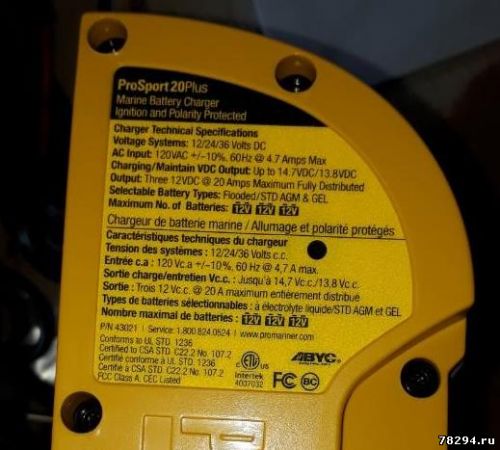 ProSport 20Plus
Marine Battery Charger
Ignition and Polarity Protected
Charger Technical Specifications
Voltage Systems: 12/24/36 Volts DC
AC Input: 120VAC +/-10%, 60Hz @ 4.7 Amps Max
Charging/Maintain VDC Output: Up to 14.7VDC/13.8VDC
Output: Three 12VDC @ 20 Amps Maximum Fully Distributed
Selectable Battery Types: Flooded/STD AGM & GEL
Maximum No. of Batteries: 12V 12V 12V
Chargeur de batterie marine / Allumage et polarité protégés
Caractéristiques techniques du chargeur
Tension des systèmes : 12/24/36 Volts c.c.
Entrée c.a : 120 Vc.a +/-10%, 60 Hz @ 4,7 A max.
Sortie charge/entretien Vc.c. : Jusqu'à 14,7 Vc.c./13,8 Vc.c.
Sortie : Trois 12 Vc.c. @ 20 A maximum entièrement distribué
Types de batteries sélectionnables : à électrolyte liquide/STD AGM et GEL
Nombre maximal de batteries : 12V 12V 12V
P/N 43021 | Service: 1.800.824.0524 | www.promariner.com
Conforms to UL STD. 1236
Certified to CSA STD. C22.2 No. 107.2
Conforme à UL STD. 1236
Certifié conforme à CSA STD. C22.2 No. 107.2
FCC Class A, CEC Listed
ETL
C US
Intertek
4007032
ABYC
FC
BC
78294.ru